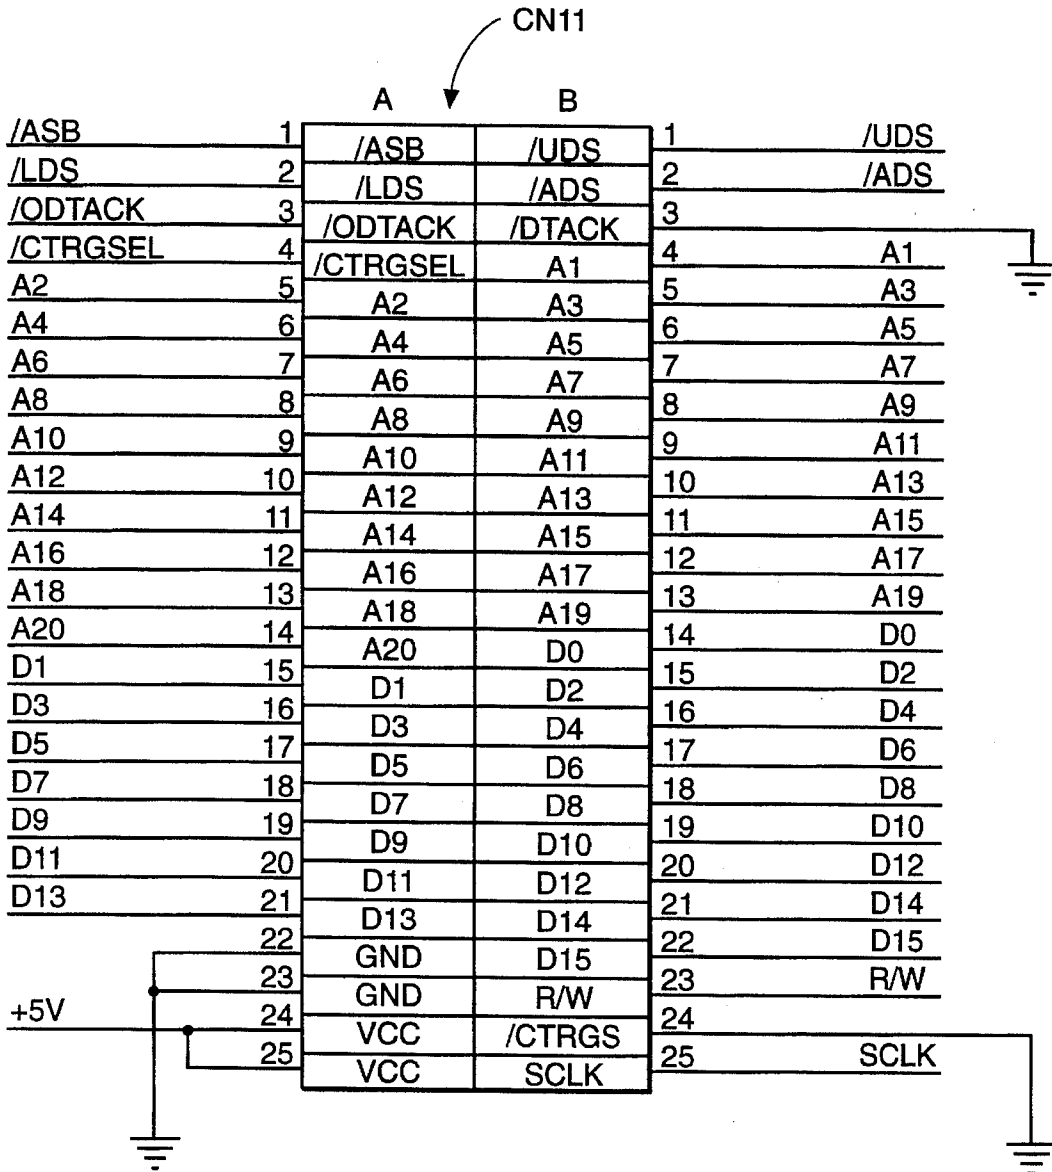 CN11
A B
/ASB 1 /ASB /UDS 1 /UDS
/LDS 2 /LDS /ADS 2 /ADS
/ODTACK 3 /ODTACK /DTACK 3
/CTRGSEL 4 /CTRGSEL A1 4 A1
A2 5 A2 A3 5 A3
A4 6 A4 A5 6 A5
A6 7 A6 A7 7 A7
A8 8 A8 A9 8 A9
A10 9 A10 A11 9 A11
A12 10 A12 A13 10 A13
A14 11 A14 A15 11 A15
A16 12 A16 A17 12 A17
A18 13 A18 A19 13 A19
A20 14 A20 D0 14 D0
D1 15 D1 D2 15 D2
D3 16 D3 D4 16 D4
D5 17 D5 D6 17 D6
D7 18 D7 D8 18 D8
D9 19 D9 D10 19 D10
D11 20 D11 D12 20 D12
D13 21 D13 D14 21 D14
22 GND D15 22 D15
23 GND R/W 23 R/W
+5V 24 VCC /CTRGS 24
25 VCC SCLK 25 SCLK